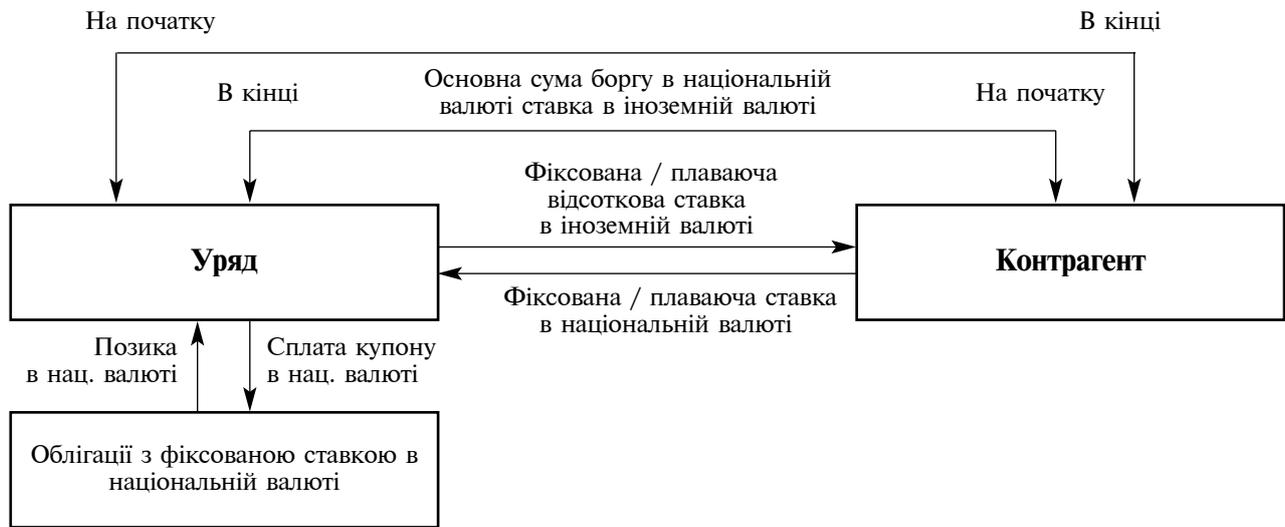 На початку
В кінці
Основна сума боргу в національній
валюті ставка в іноземній валюті
В кінці
На початку
Фіксована / плаваюча
відсоткова ставка
в іноземній валюті
Уряд
Контрагент
Фіксована / плаваюча ставка
в національній валюті
Позика
в нац. валюті
Сплата купону
в нац. валюті
Облігації з фіксованою ставкою в
національній валюті